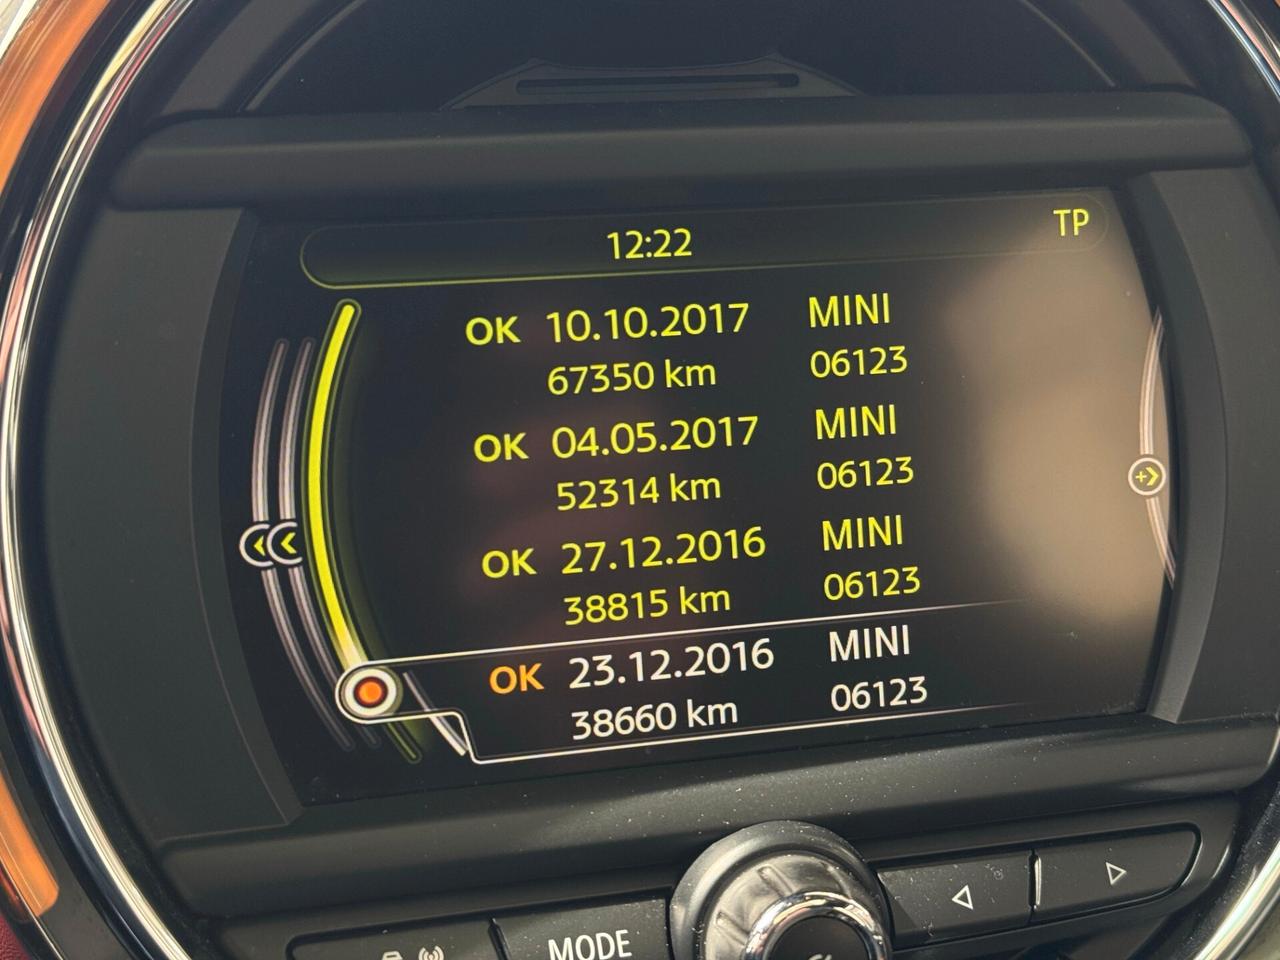 12:22 TP
OK 10.10.2017 MINI
67350 km 06123
OK 04.05.2017 MINI
52314 km 06123
OK 27.12.2016 MINI
38815 km 06123
OK 23.12.2016 MINI
38660 km 06123
MODE